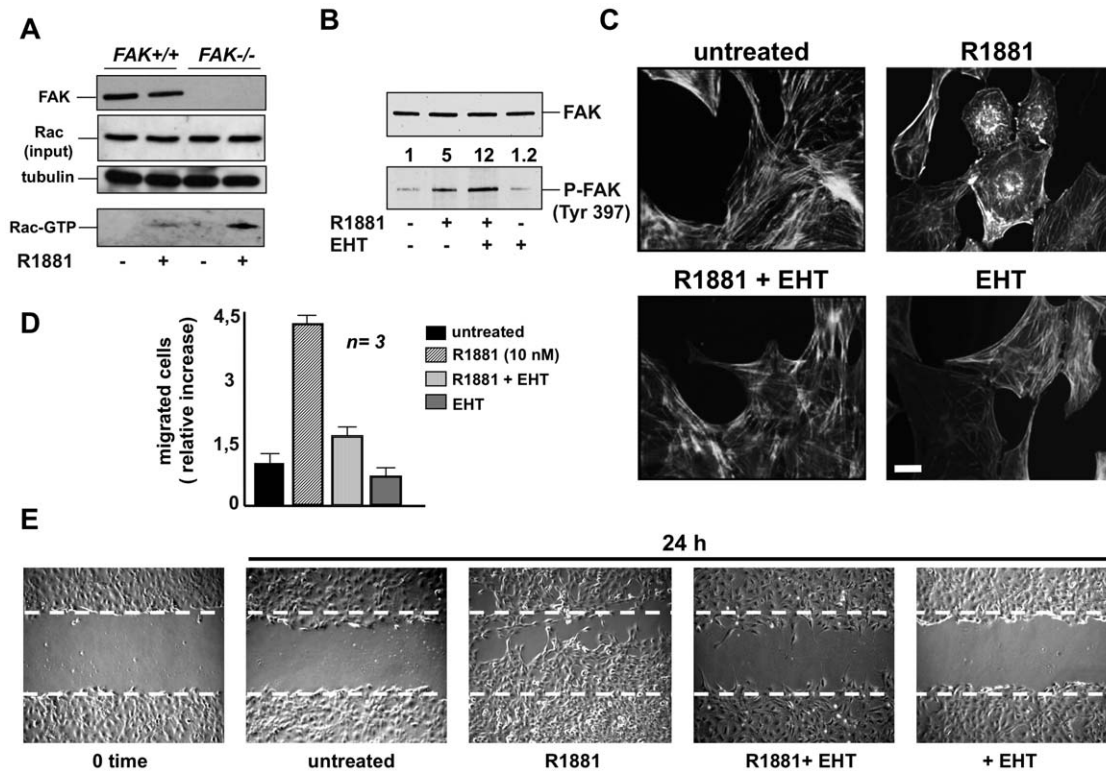 A
FAK+/+ FAK-/-
FAK
Rac
(input)
tubulin
Rac-GTP
R1881 - + - +
B
FAK
1 5 12 1.2
P-FAK
(Tyr 397)
R1881 - + + -
EHT - - + +
C
untreated R1881
R1881 + EHT EHT
D
migrated cells
( relative increase)
4,5
3
1,5
0
n= 3
untreated
R1881 (10 nM)
R1881 + EHT
EHT
E
24 h
0 time untreated R1881 R1881+ EHT + EHT